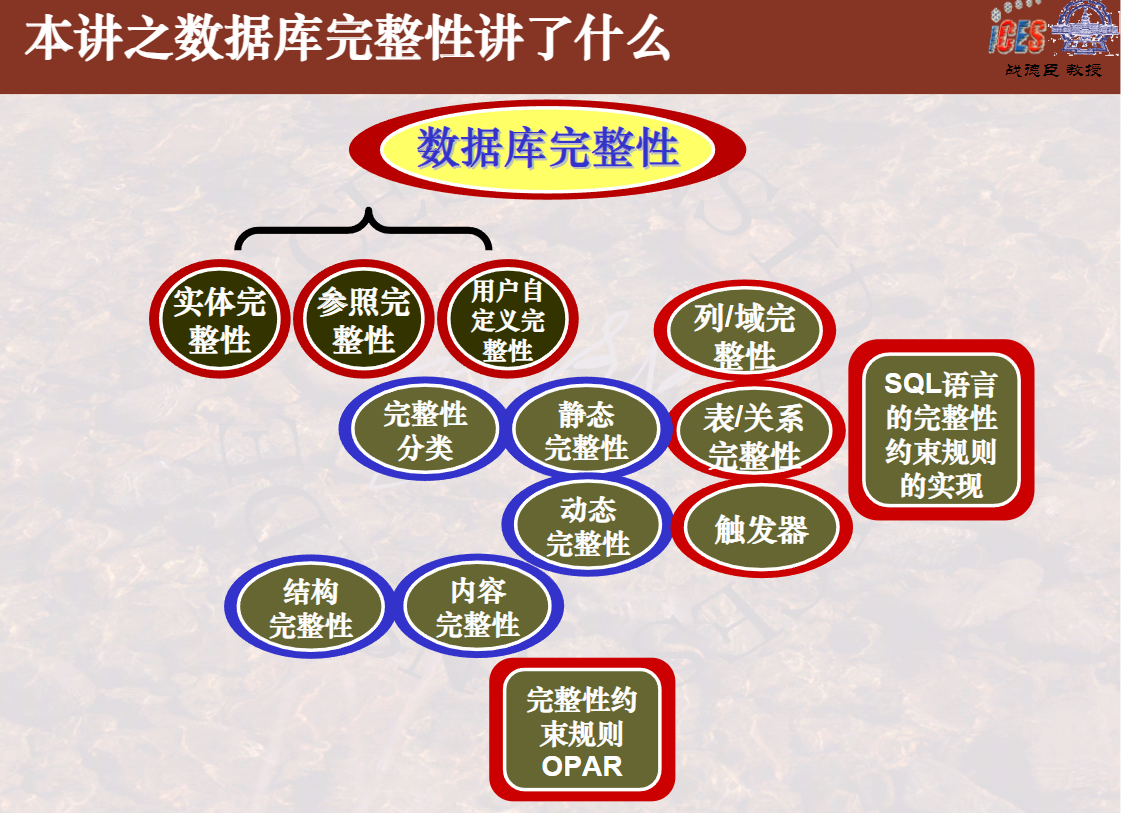 本讲之数据库完整性讲了什么
iCES
战德臣 教授
数据库完整性
实体完
整性
参照完
整性
用户自
定义完
整性
列/域完
整性
SQL语言
的完整性
约束规则
的实现
完整性
分类
静态
完整性
表/关系
完整性
动态
完整性
触发器
结构
完整性
内容
完整性
完整性约
束规则
OPAR